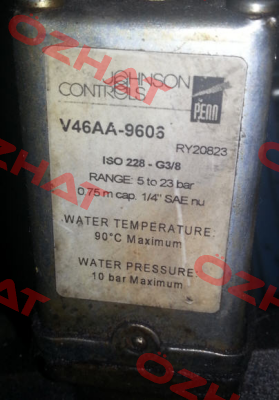 OZHAT
JOHNSON
CONTROLS
PENN
V46AA-9606
RY20823
ISO 228 - G3/8
RANGE: 5 to 23 bar
0.75 m cap. 1/4" SAE nu
WATER TEMPERATURE:
90°C Maximum
WATER PRESSURE:
10 bar Maximum
OZHAT
OZHAT
OZHAT
OZHAT